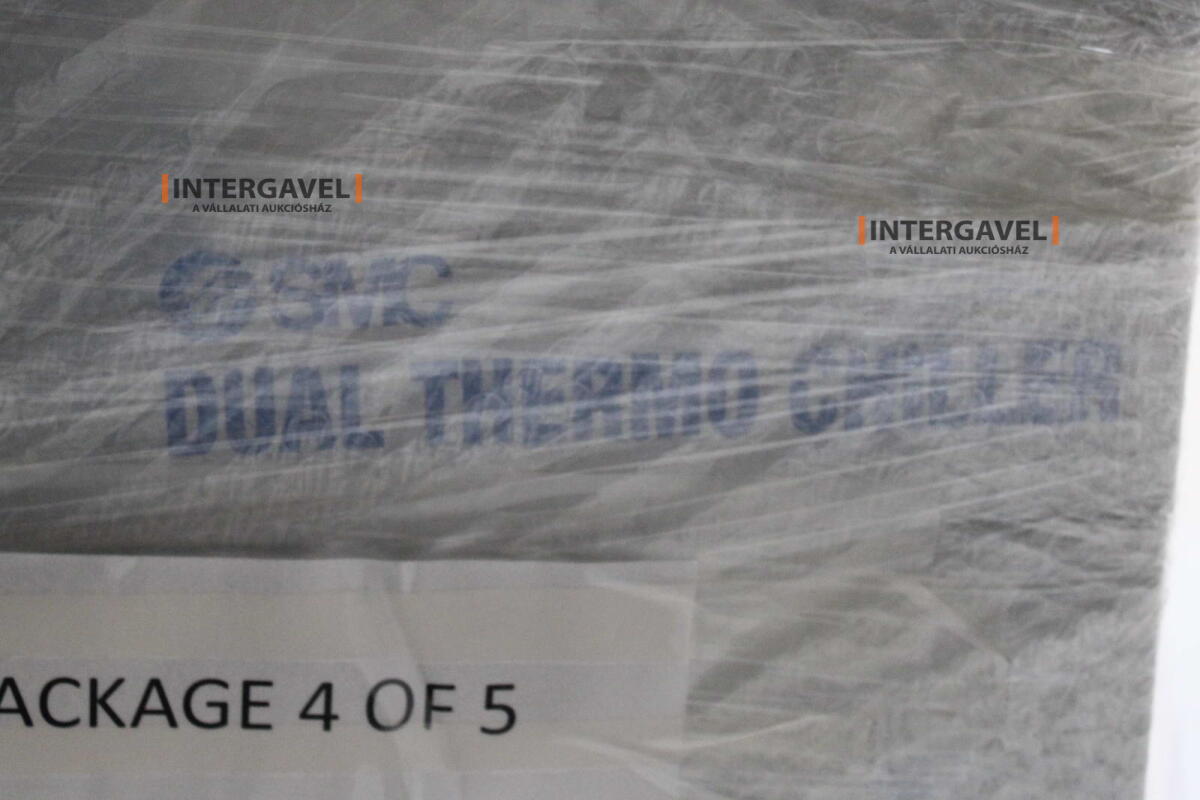 INTERGAVEL
A VÁLLALATI AUKCIÓSHÁZ
INTERGAVEL
A VÁLLALATI AUKCIÓSHÁZ
SMC
DUAL THERMO CHILLER
ACKAGE 4 OF 5